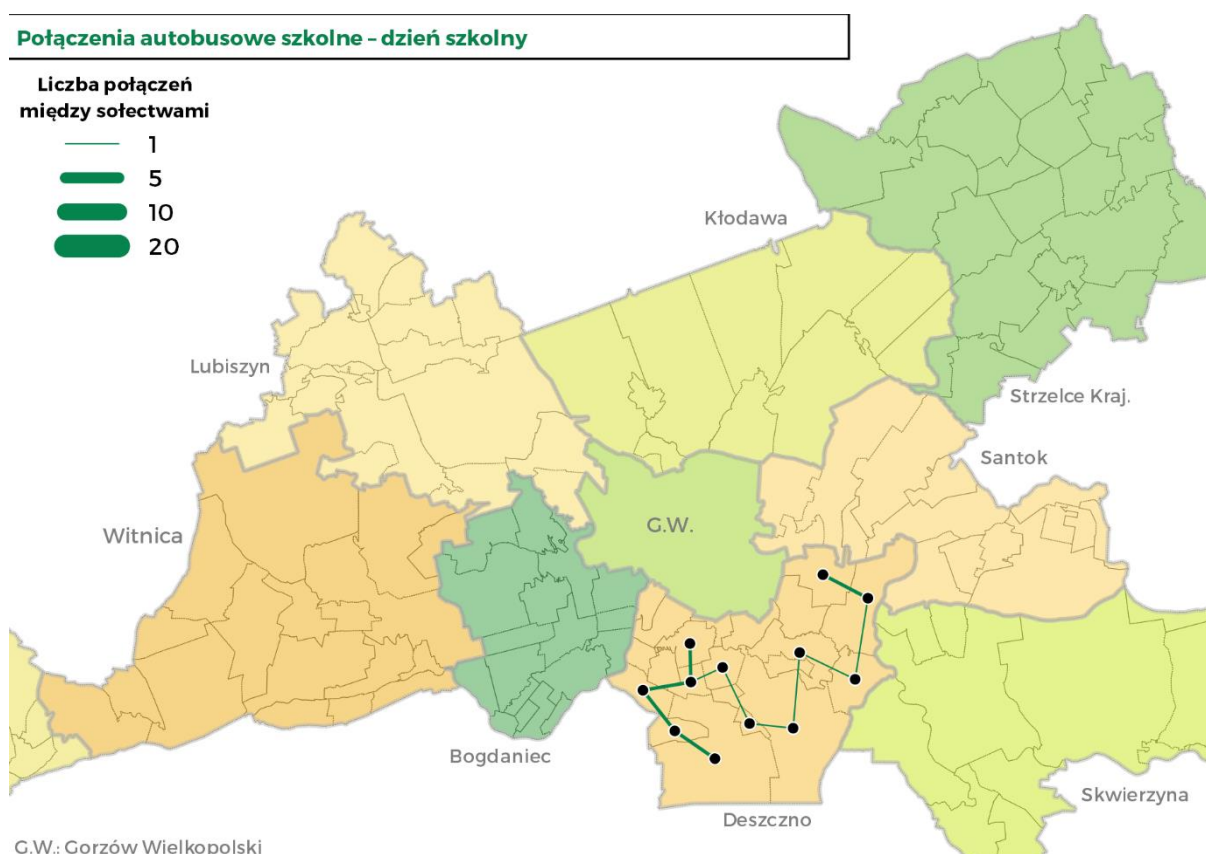 Połączenia autobusowe szkolne – dzień szkolny
Liczba połączeń
między sołectwami
1
5
10
20
Kłodawa
Lubiszyn
Strzelce Kraj.
Santok
Witnica
G.W.
Bogdaniec
Skwierzyna
Deszczno
G.W.: Gorzów Wielkopolski